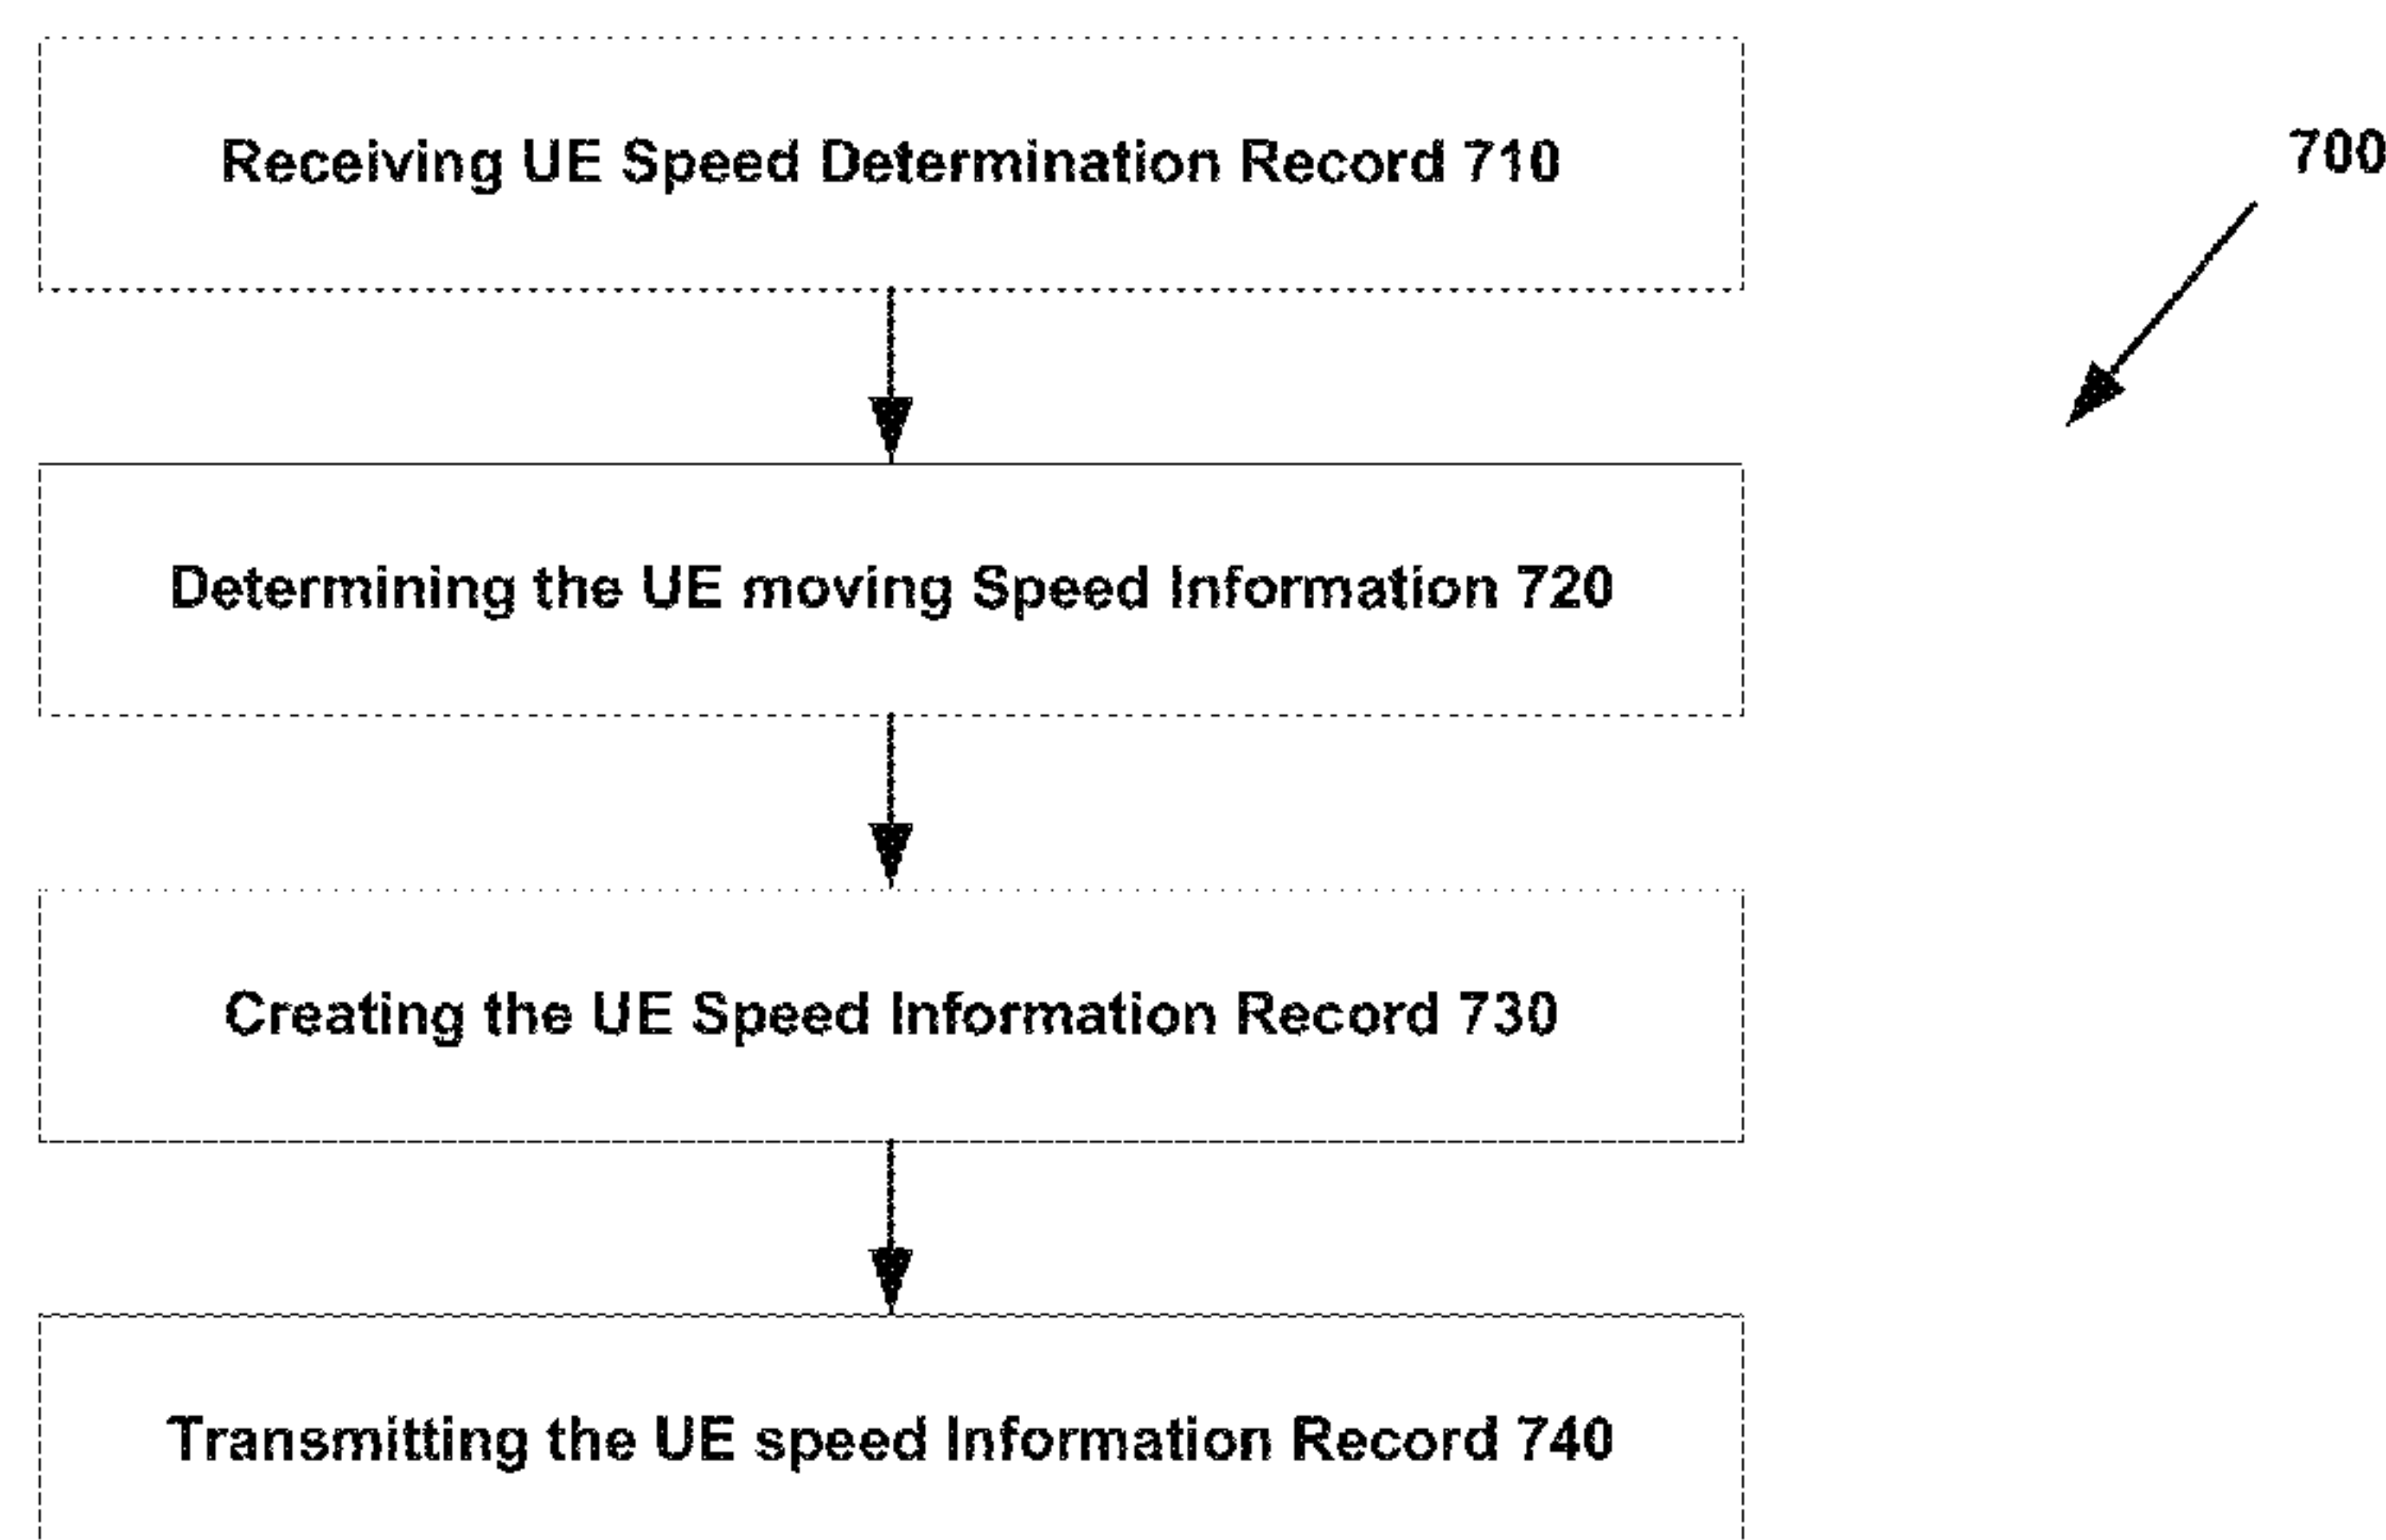 Receiving UE Speed Determination Record 710
700
Determining the UE moving Speed Information 720
Creating the UE Speed Information Record 730
Transmitting the UE speed Information Record 740